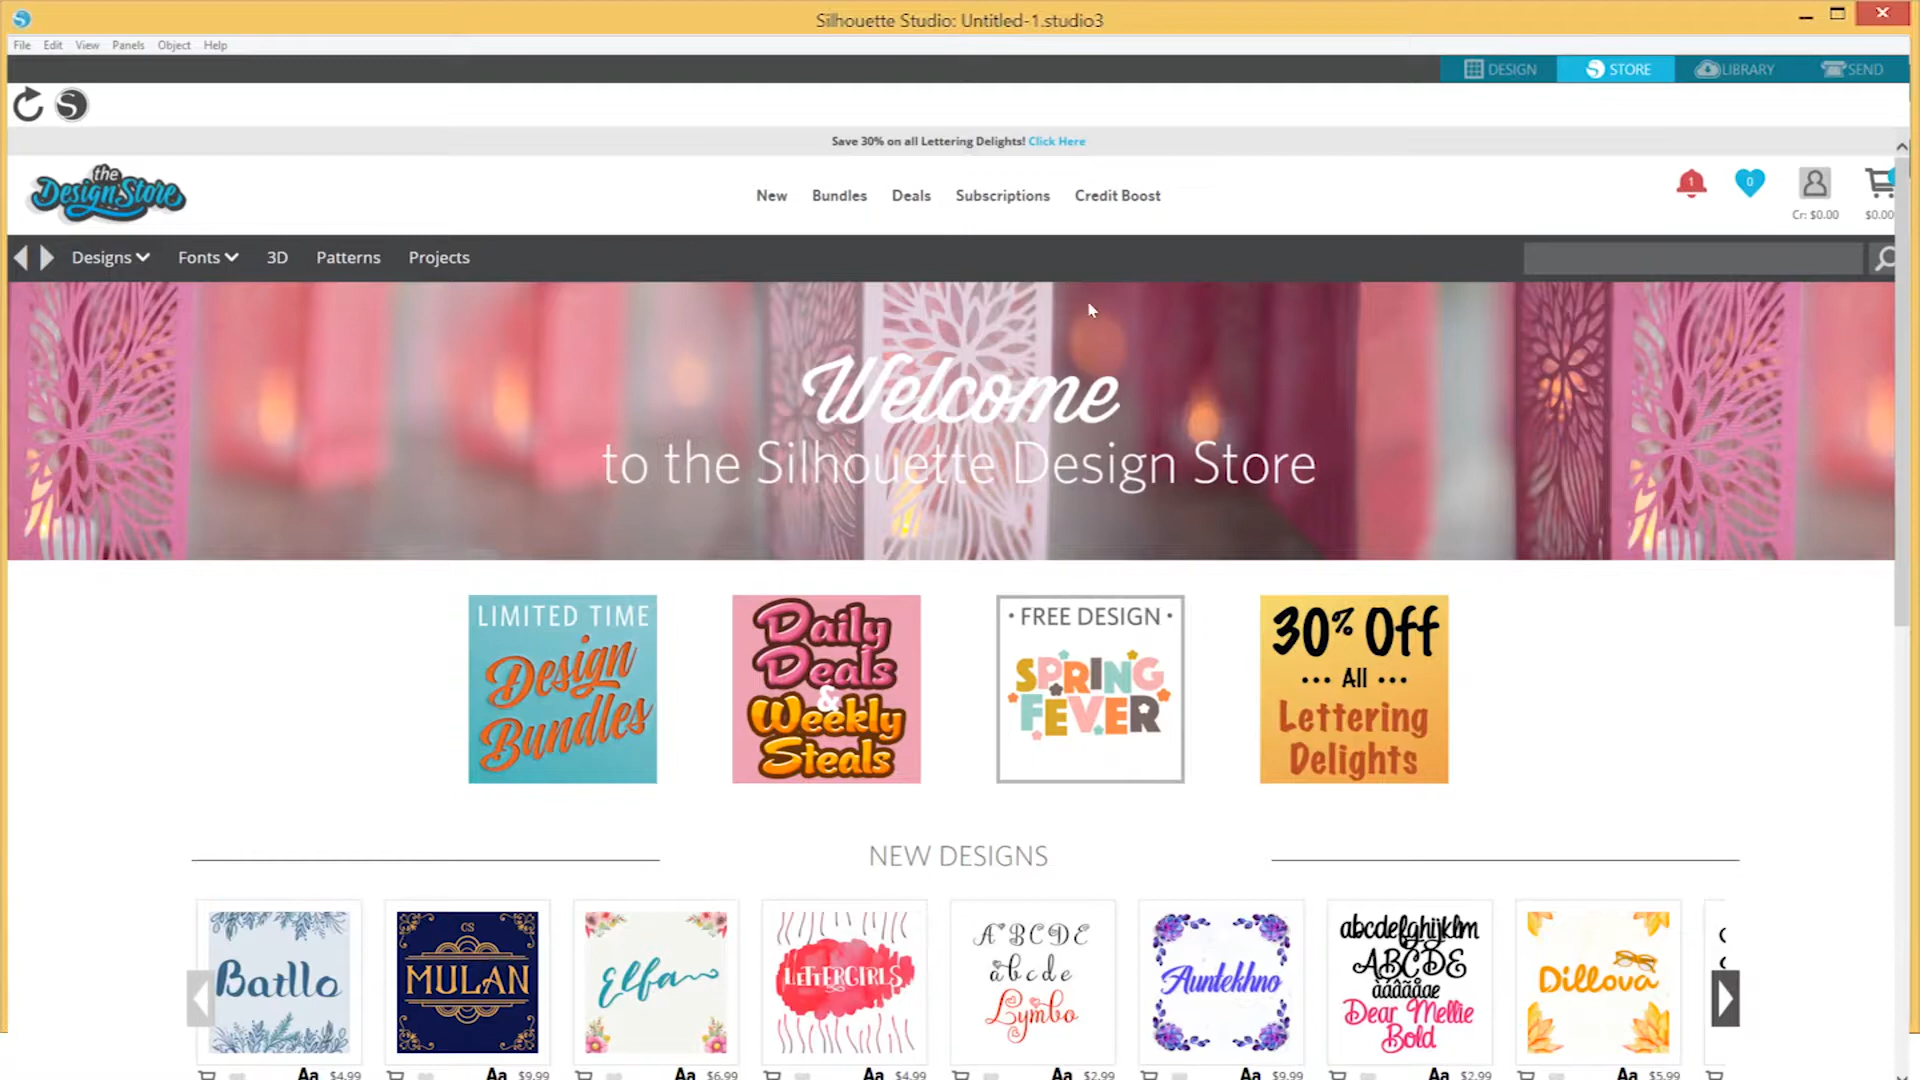 Silhouette Studio: Untitled-1.studio3
File Edit View Panels Object Help
DESIGN STORE LIBRARY SEND
Save 30% on all Lettering Delights! Click Here
the
Design Store
New Bundles Deals Subscriptions Credit Boost
1
0
Cr: $0.00
$0.00
Designs Fonts 3D Patterns Projects
Welcome
to the Silhouette Design Store
LIMITED TIME
Design
Bundles
Daily
Deals
&
Weekly
Steals
• FREE DESIGN •
SPRING
FEVER
30% Off
••• All •••
Lettering
Delights
NEW DESIGNS
Batllo
CS
MULAN
Elfa
LETTERGIRLS
A B C D E
a b c d e
Lymbo
Auntekhno
abcdefghijklm
ABCDE
àáâãäåæ
Dear Mellie
Bold
Dillova
Aa $4.99
Aa $9.99
Aa $6.99
Aa $4.99
Aa $2.99
Aa $9.99
Aa $2.99
Aa $5.99